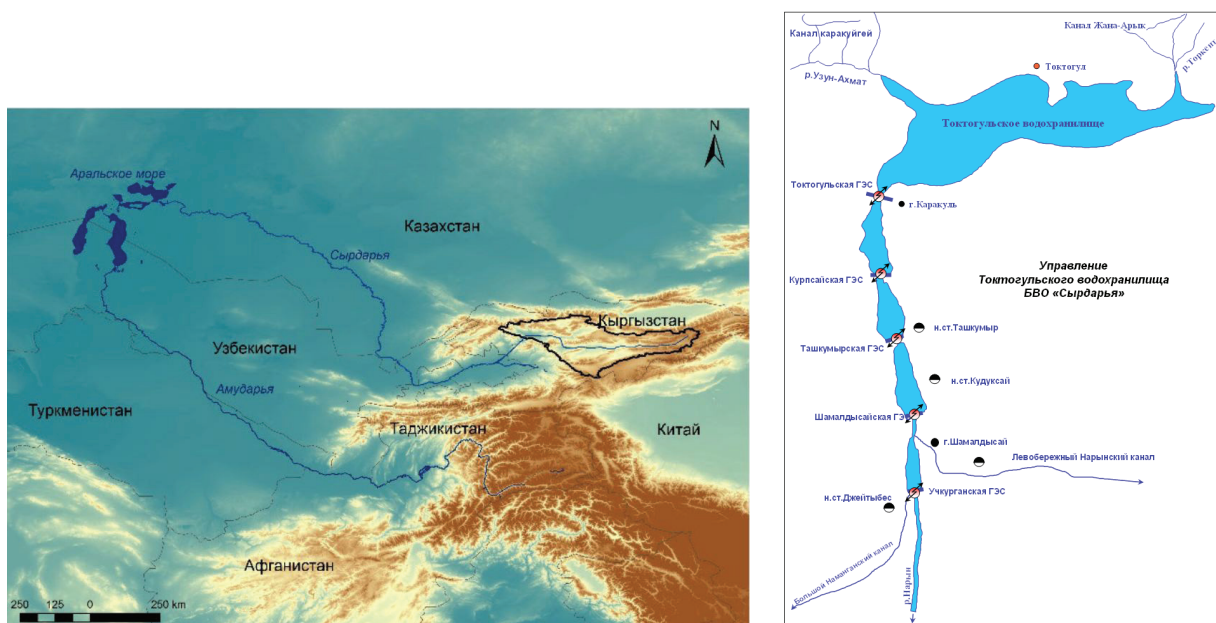 Аральское море
N
Казахстан
Сырдарья
Кыргызстан
Узбекистан
Амударья
Туркменистан
Таджикистан
Китай
Афганистан
250 125 0 250 km
Канал каракуйгей
Канал Жана-Арык
р.Торкент
Токтогул
р.Узун-Ахмат
Токтогульское водохранилище
Токтогульская ГЭС
г.Каракуль
Управление
Токтогульского водохранилища
БВО «Сырдарья»
Курпсайская ГЭС
н.ст.Ташкумыр
Ташкумырская ГЭС
н.ст.Кудуксай
Шамалдысайская ГЭС
г.Шамалдысай
Левобережный Нарынский канал
н.ст.Джейтыбес
Учкурганская ГЭС
Большой Наманганский канал
р.Нарын